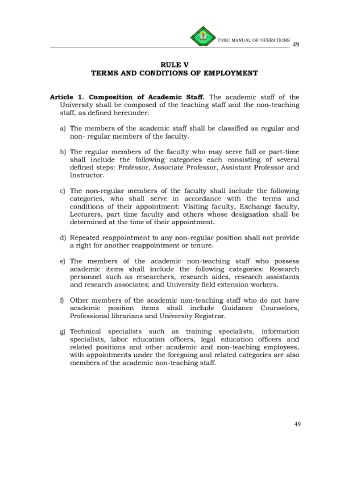 CvSU MANUAL OF OPERATIONS
49
RULE V
TERMS AND CONDITIONS OF EMPLOYMENT
Article 1. Composition of Academic Staff. The academic staff of the
University shall be composed of the teaching staff and the non-teaching
staff, as defined hereunder:
a) The members of the academic staff shall be classified as regular and
non- regular members of the faculty.
b) The regular members of the faculty who may serve full or part-time
shall include the following categories each consisting of several
defined steps: Professor, Associate Professor, Assistant Professor and
Instructor.
c) The non-regular members of the faculty shall include the following
categories, who shall serve in accordance with the terms and
conditions of their appointment: Visiting faculty, Exchange faculty,
Lecturers, part time faculty and others whose designation shall be
determined at the time of their appointment.
d) Repeated reappointment to any non-regular position shall not provide
a right for another reappointment or tenure.
e) The members of the academic non-teaching staff who possess
academic items shall include the following categories: Research
personnel such as researchers, research aides, research assistants
and research associates; and University field extension workers.
f) Other members of the academic non-teaching staff who do not have
academic position items shall include Guidance Counselors,
Professional librarians and University Registrar.
g) Technical specialists such as training specialists, information
specialists, labor education officers, legal education officers and
related positions and other academic and non-teaching employees,
with appointments under the foregoing and related categories are also
members of the academic non-teaching staff.
49